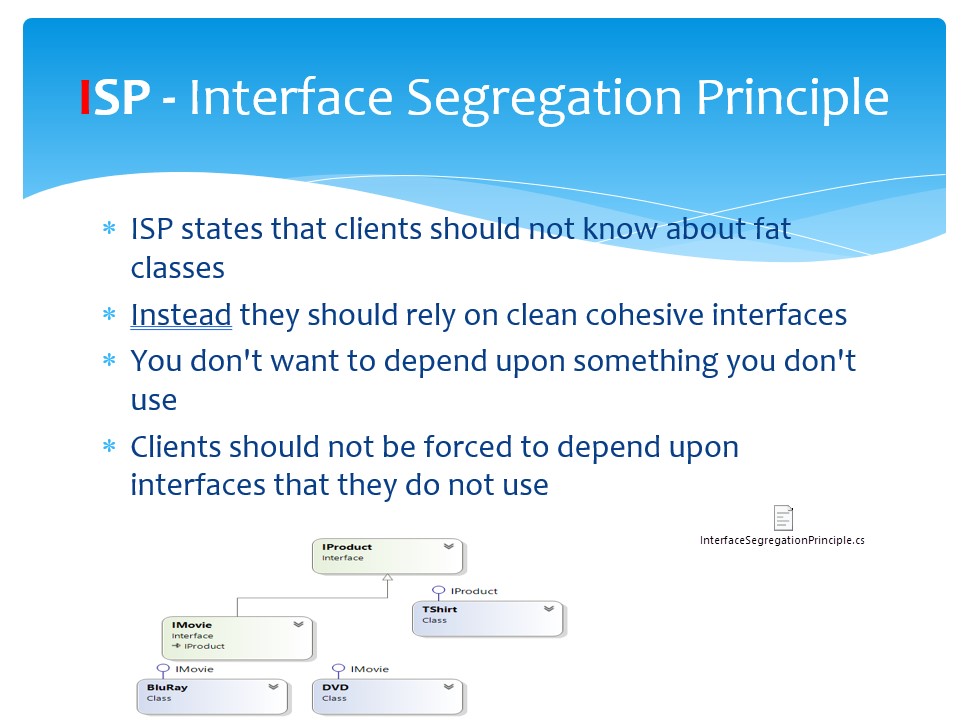 ISP - Interface Segregation Principle
ISP states that clients should not know about fat
classes
Instead they should rely on clean cohesive interfaces
You don't want to depend upon something you don't
use
Clients should not be forced to depend upon
interfaces that they do not use
InterfaceSegregationPrinciple.cs
IProduct
Interface
IProduct
TShirt
Class
IMovie
Interface
IProduct
IMovie
BluRay
Class
IMovie
DVD
Class